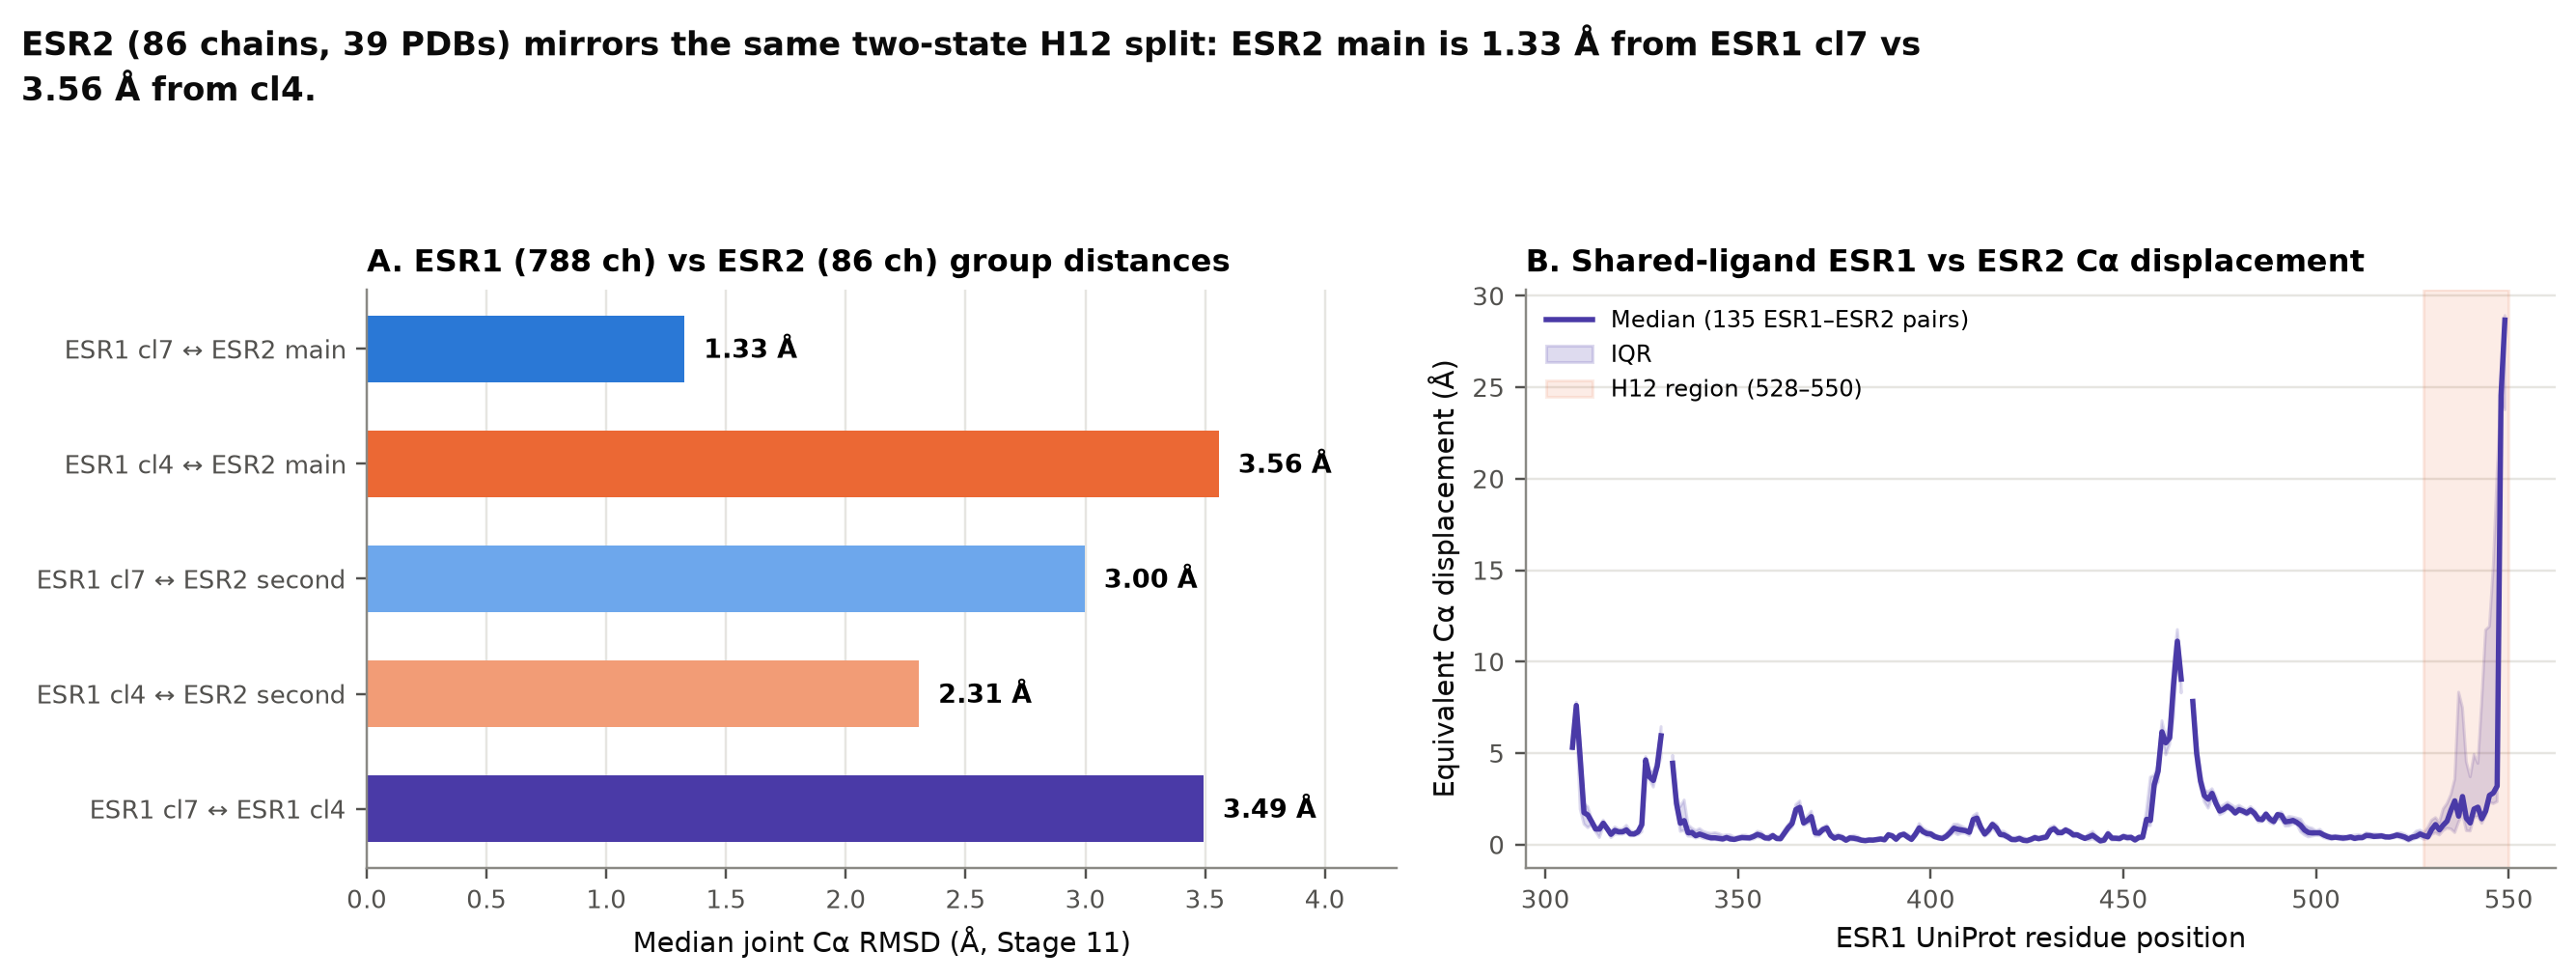 ESR2 (86 chains, 39 PDBs) mirrors the same two-state H12 split: ESR2 main is 1.33 Å from ESR1 cl7 vs
3.56 Å from cl4.
A. ESR1 (788 ch) vs ESR2 (86 ch) group distances
ESR1 cl7 ↔ ESR2 main
1.33 Å
ESR1 cl4 ↔ ESR2 main
3.56 Å
ESR1 cl7 ↔ ESR2 second
3.00 Å
ESR1 cl4 ↔ ESR2 second
2.31 Å
ESR1 cl7 ↔ ESR1 cl4
3.49 Å
0.0 0.5 1.0 1.5 2.0 2.5 3.0 3.5 4.0
Median joint Cα RMSD (Å, Stage 11)
B. Shared-ligand ESR1 vs ESR2 Cα displacement
Equivalent Cα displacement (Å)
30
25
20
15
10
5
0
Median (135 ESR1–ESR2 pairs)
IQR
H12 region (528–550)
300 350 400 450 500 550
ESR1 UniProt residue position